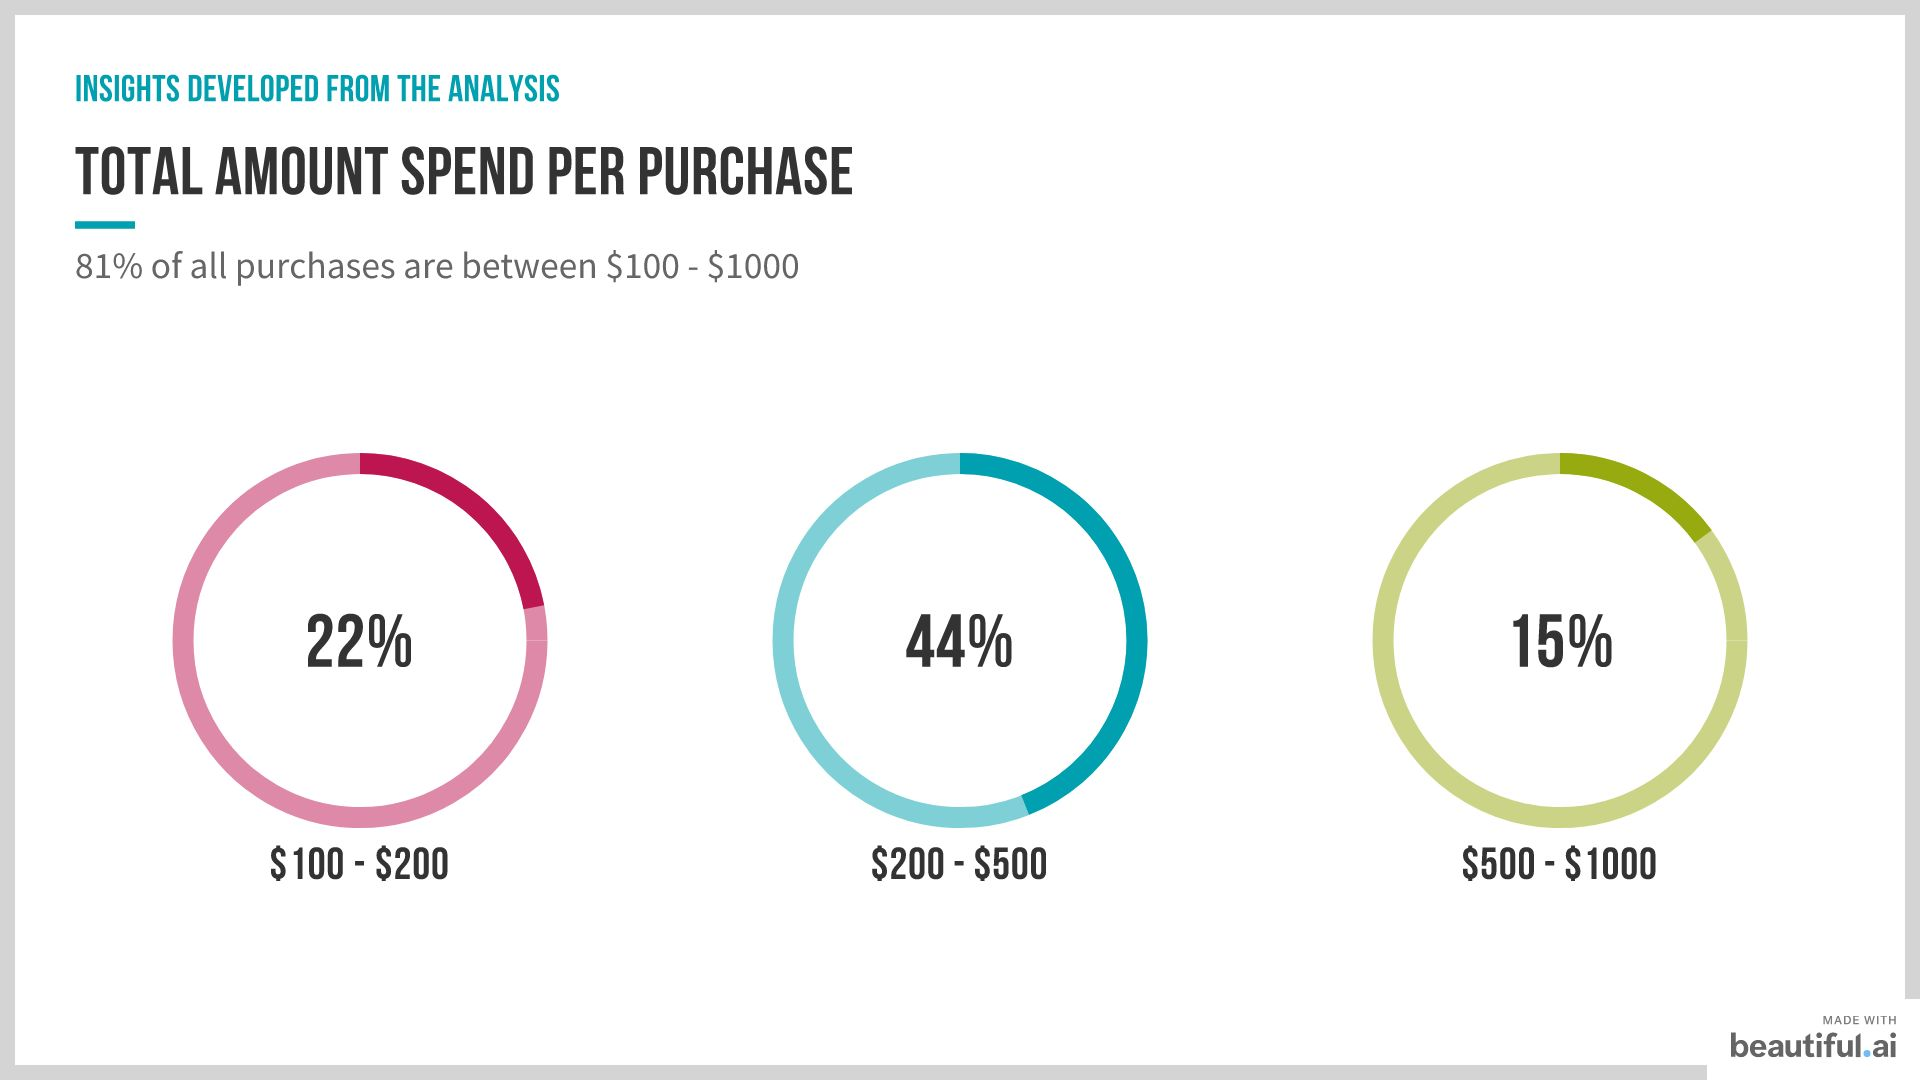 INSIGHTS DEVELOPED FROM THE ANALYSIS
TOTAL AMOUNT SPEND PER PURCHASE
81% of all purchases are between $100 - $1000
22%
44%
15%
$100 - $200
$200 - $500
$500 - $1000
MADE WITH
beautiful.ai